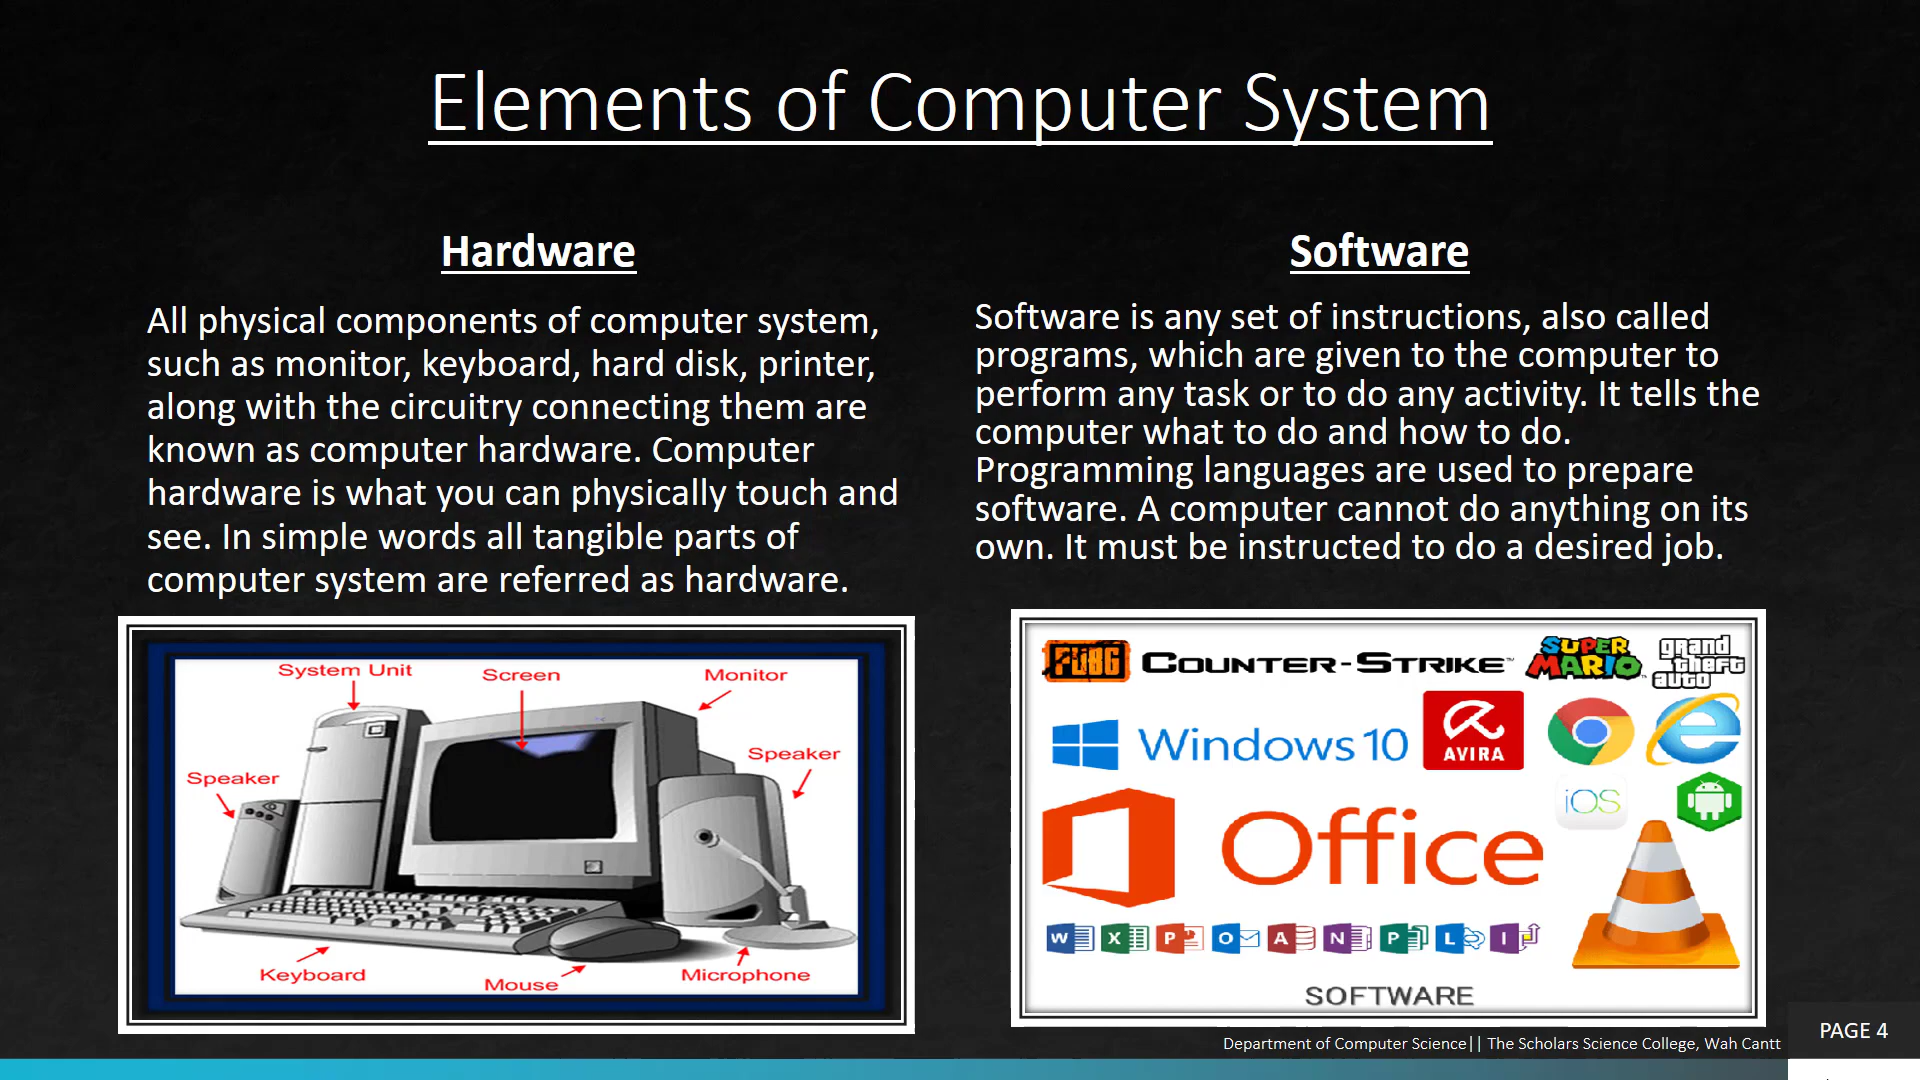 Elements of Computer System
Hardware
All physical components of computer system,
such as monitor, keyboard, hard disk, printer,
along with the circuitry connecting them are
known as computer hardware. Computer
hardware is what you can physically touch and
see. In simple words all tangible parts of
computer system are referred as hardware.
System Unit
Screen
Monitor
Speaker
Speaker
Keyboard
Mouse
Microphone
Software
Software is any set of instructions, also called
programs, which are given to the computer to
perform any task or to do any activity. It tells the
computer what to do and how to do.
Programming languages are used to prepare
software. A computer cannot do anything on its
own. It must be instructed to do a desired job.
PUBG COUNTER-STRIKE™ SUPER MARIO™ grand theft auto
Windows 10 AVIRA
iOS
Office
W X P O A N P L I
SOFTWARE
Department of Computer Science|| The Scholars Science College, Wah Cantt
PAGE 4